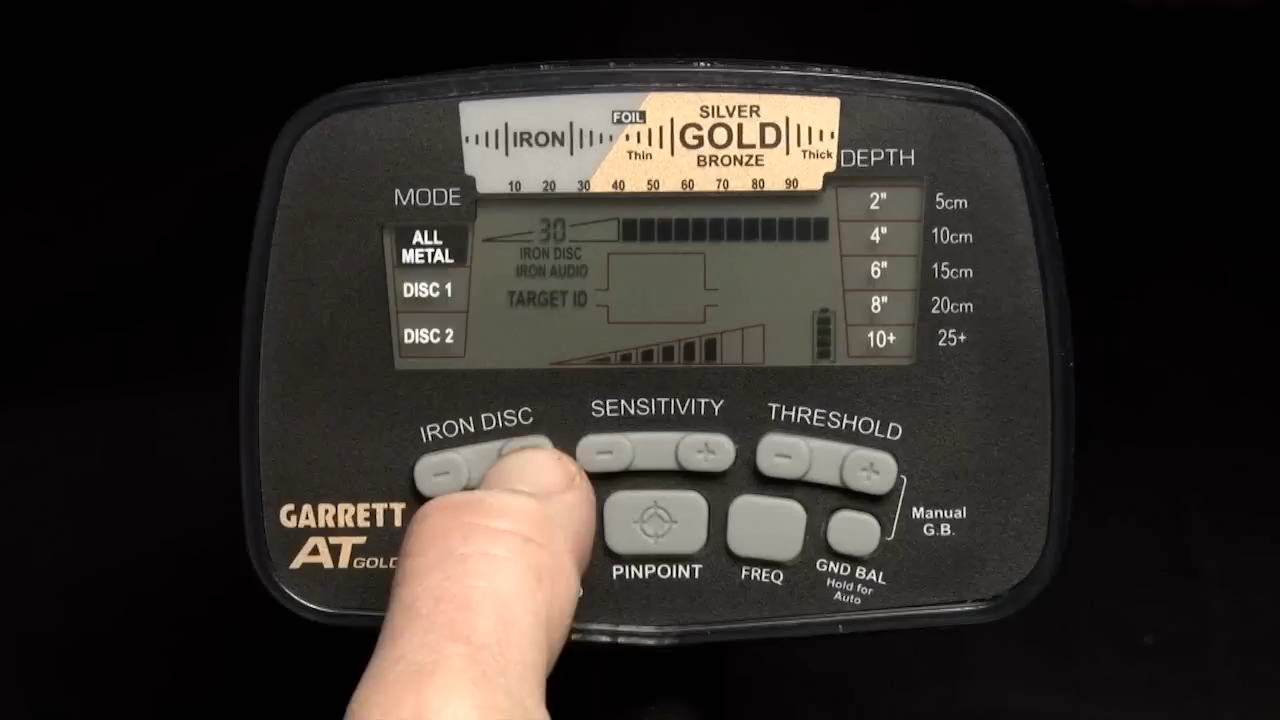 IRON
FOIL
Thin
SILVER
GOLD
BRONZE
Thick
10 20 30 40 50 60 70 80 90
DEPTH
MODE
ALL
METAL
DISC 1
DISC 2
30
IRON DISC
IRON AUDIO
TARGET ID
2" 5cm
4" 10cm
6" 15cm
8" 20cm
10+ 25+
IRON DISC
SENSITIVITY
THRESHOLD
- - + - +
GARRETT
AT GOLD
PINPOINT
FREQ
GND BAL
Hold for
Auto
Manual
G.B.